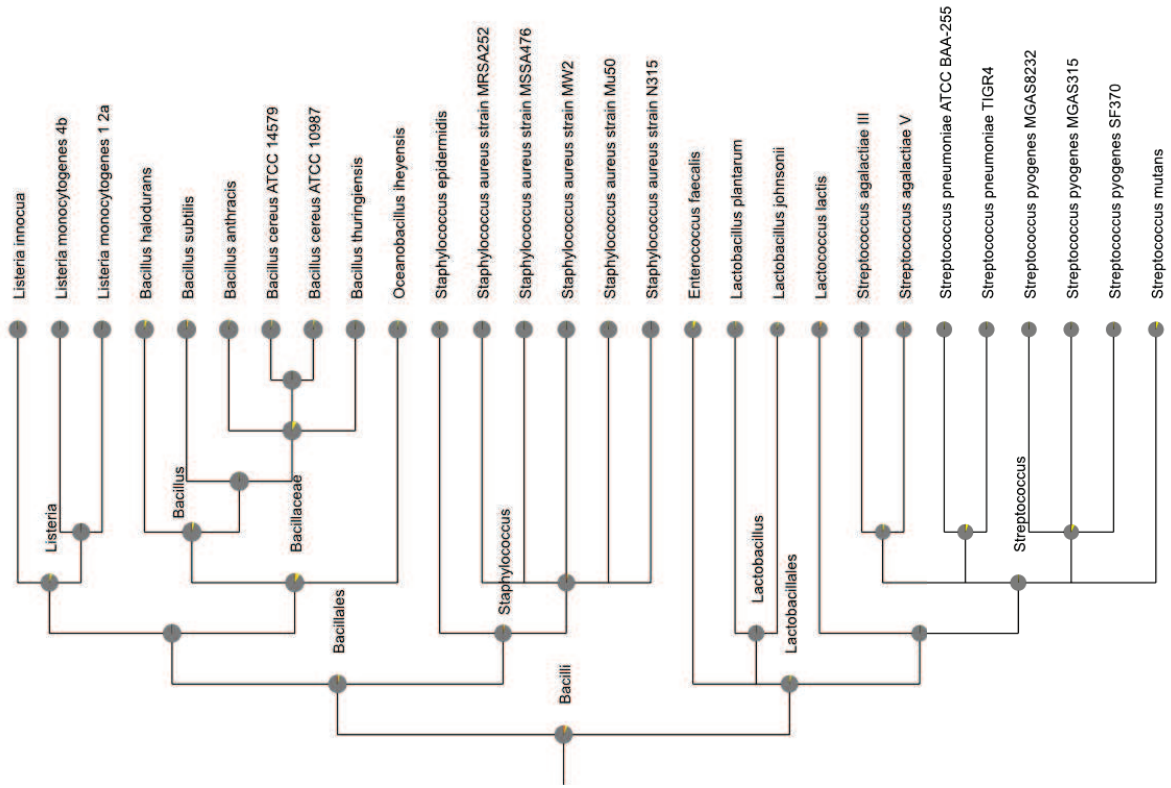 Listeria innocua
Listeria monocytogenes 4b
Listeria monocytogenes 1 2a
Bacillus halodurans
Bacillus subtilis
Bacillus anthracis
Bacillus cereus ATCC 14579
Bacillus cereus ATCC 10987
Bacillus thuringiensis
Oceanobacillus iheyensis
Staphylococcus epidermidis
Staphylococcus aureus strain MRSA252
Staphylococcus aureus strain MSSA476
Staphylococcus aureus strain MW2
Staphylococcus aureus strain Mu50
Staphylococcus aureus strain N315
Enterococcus faecalis
Lactobacillus plantarum
Lactobacillus johnsonii
Lactococcus lactis
Streptococcus agalactiae III
Streptococcus agalactiae V
Streptococcus pneumoniae ATCC BAA-255
Streptococcus pneumoniae TIGR4
Streptococcus pyogenes MGAS8232
Streptococcus pyogenes MGAS315
Streptococcus pyogenes SF370
Streptococcus mutans
Listeria
Bacillus
Bacillaceae
Bacillales
Staphylococcus
Bacilli
Lactobacillus
Lactobacillales
Streptococcus